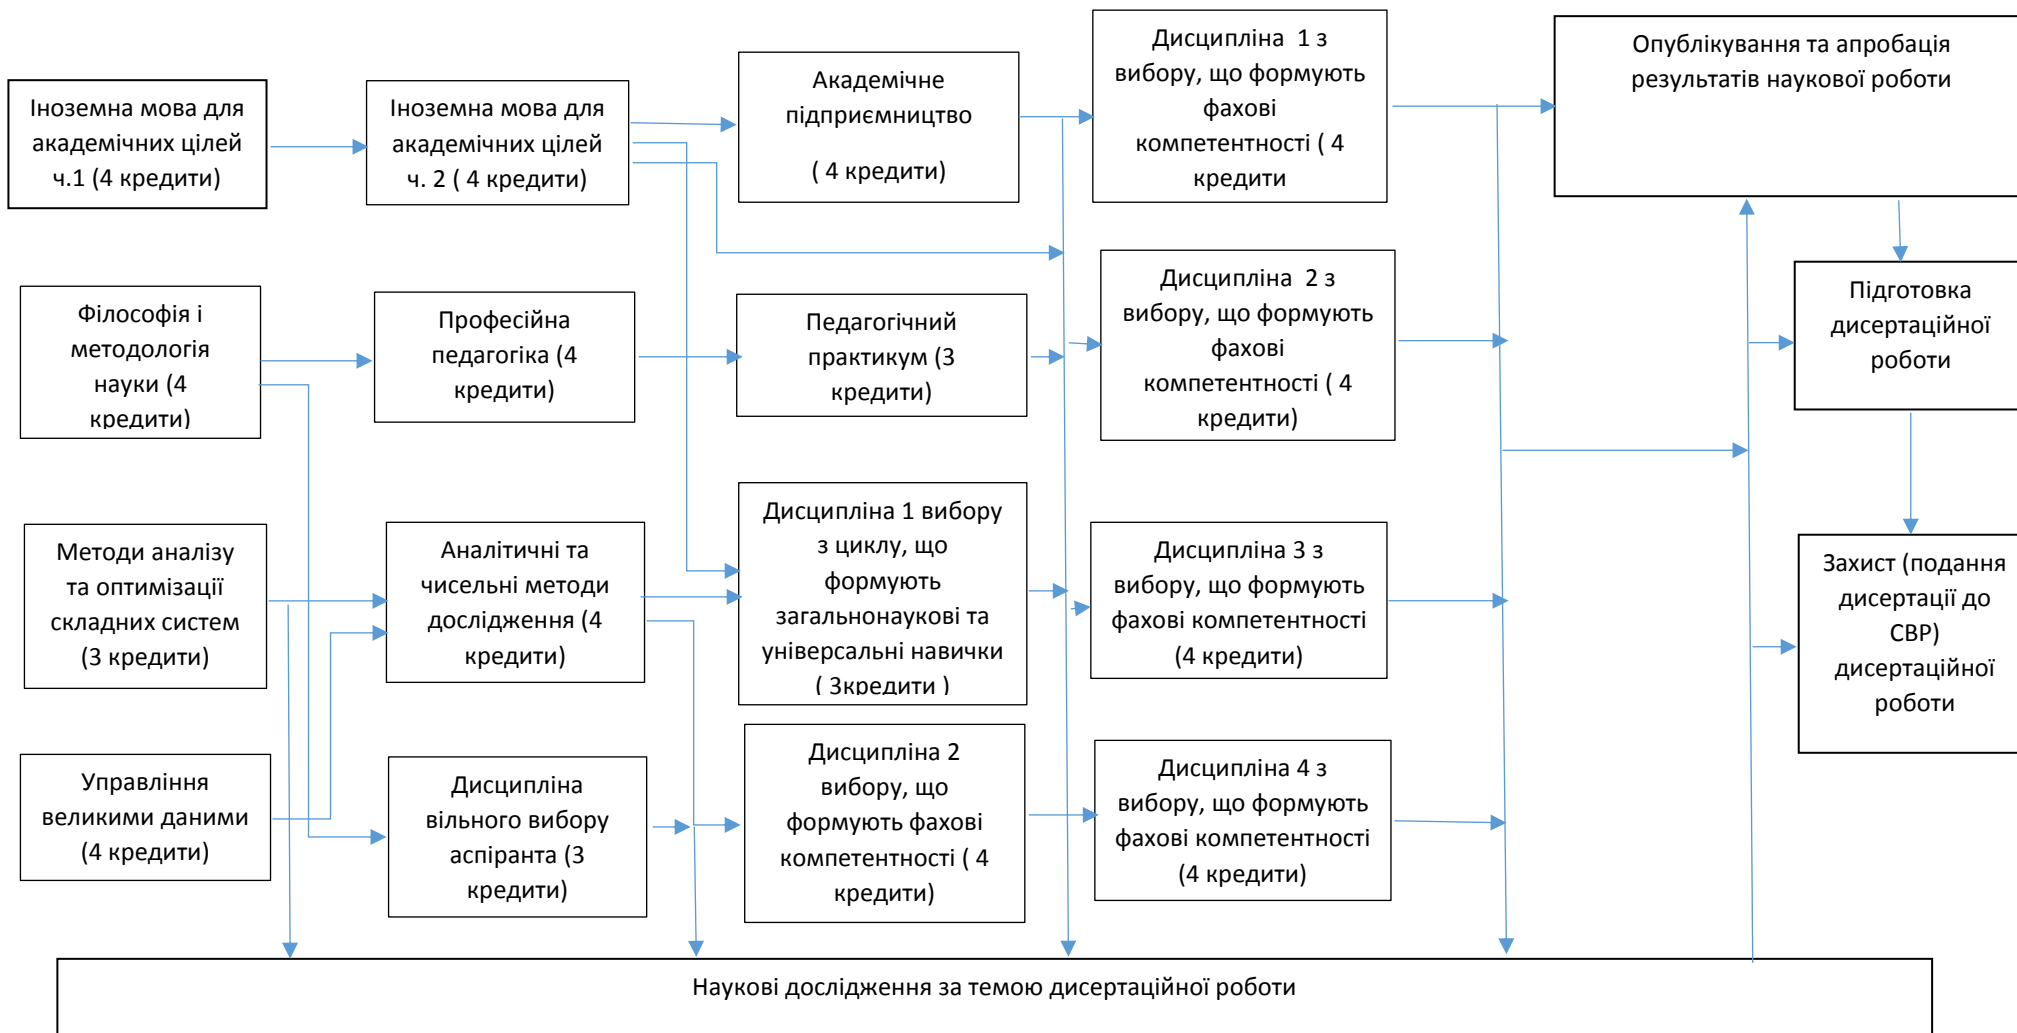 Іноземна мова для
академічних цілей
ч.1 (4 кредити)
Іноземна мова для
академічних цілей
ч. 2 ( 4 кредити)
Академічне
підприємництво
( 4 кредити)
Дисципліна  1 з
вибору, що формують
фахові
компетентності ( 4
кредити
Опублікування та апробація
результатів наукової роботи
Філософія і
методологія
науки (4
кредити)
Професійна
педагогіка (4
кредити)
Педагогічний
практикум (3
кредити)
Дисципліна  2 з
вибору, що формують
фахові
компетентності ( 4
кредити)
Підготовка
дисертаційної
роботи
Методи аналізу
та оптимізації
складних систем
(3 кредити)
Аналітичні та
чисельні методи
дослідження (4
кредити)
Дисципліна 1 вибору
з циклу, що
формують
загальнонаукові та
універсальні навички
( 3кредити )
Дисципліна 3 з
вибору, що формують
фахові компетентності
(4 кредити)
Захист (подання
дисертації до
СВР)
дисертаційної
роботи
Управління
великими даними
(4 кредити)
Дисципліна
вільного вибору
аспіранта (3
кредити)
Дисципліна 2
вибору, що
формують фахові
компетентності ( 4
кредити)
Дисципліна 4 з
вибору, що формують
фахові компетентності
(4 кредити)
Наукові дослідження за темою дисертаційної роботи